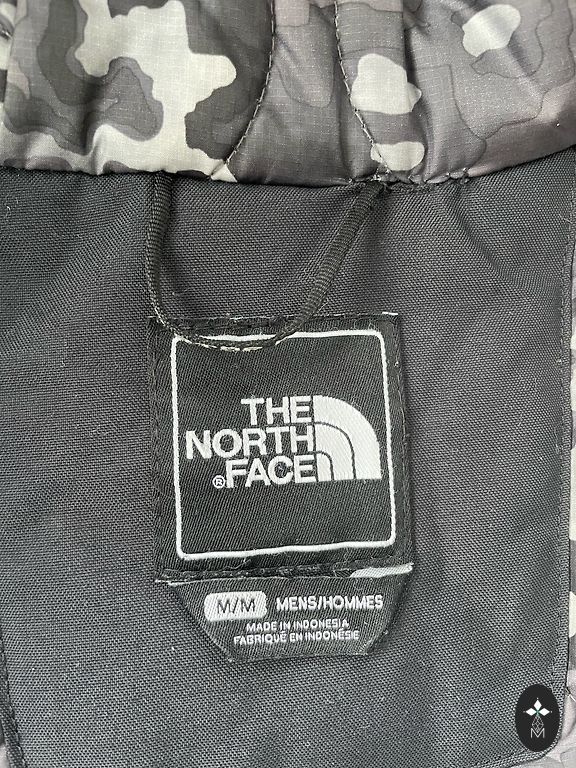 THE
NORTH
®FACE
M/M MENS/HOMMES
MADE IN INDONESIA
FABRIQUÉ EN INDONÉSIE
M